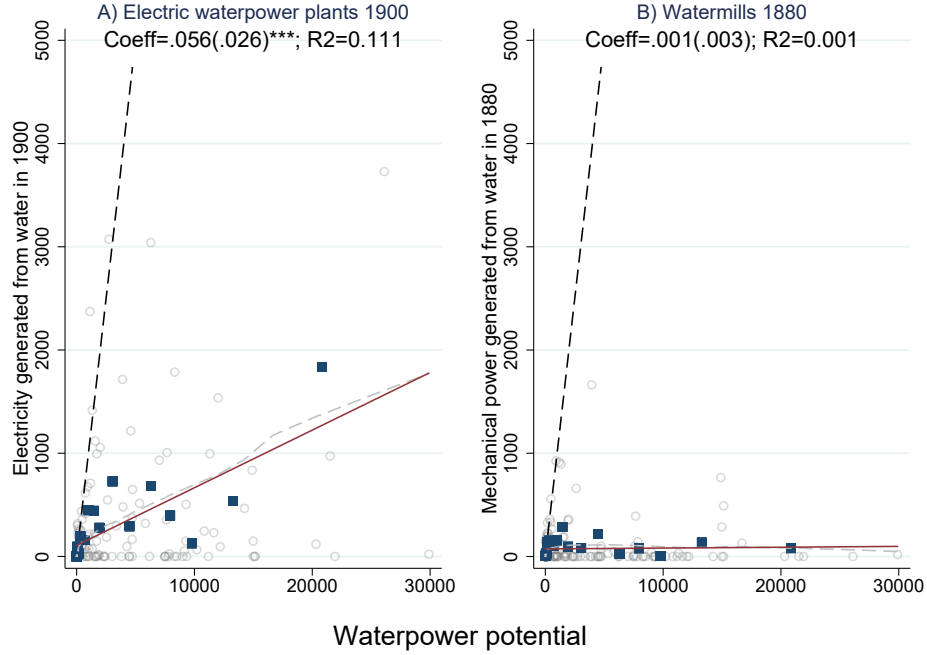 A) Electric waterpower plants 1900
Coeff=.056(.026)***; R2=0.111
Electricity generated from water in 1900
5000
4000
3000
2000
1000
0
0
10000
20000
30000
B) Watermills 1880
Coeff=.001(.003); R2=0.001
Mechanical power generated from water in 1880
5000
4000
3000
2000
1000
0
0
10000
20000
30000
Waterpower potential